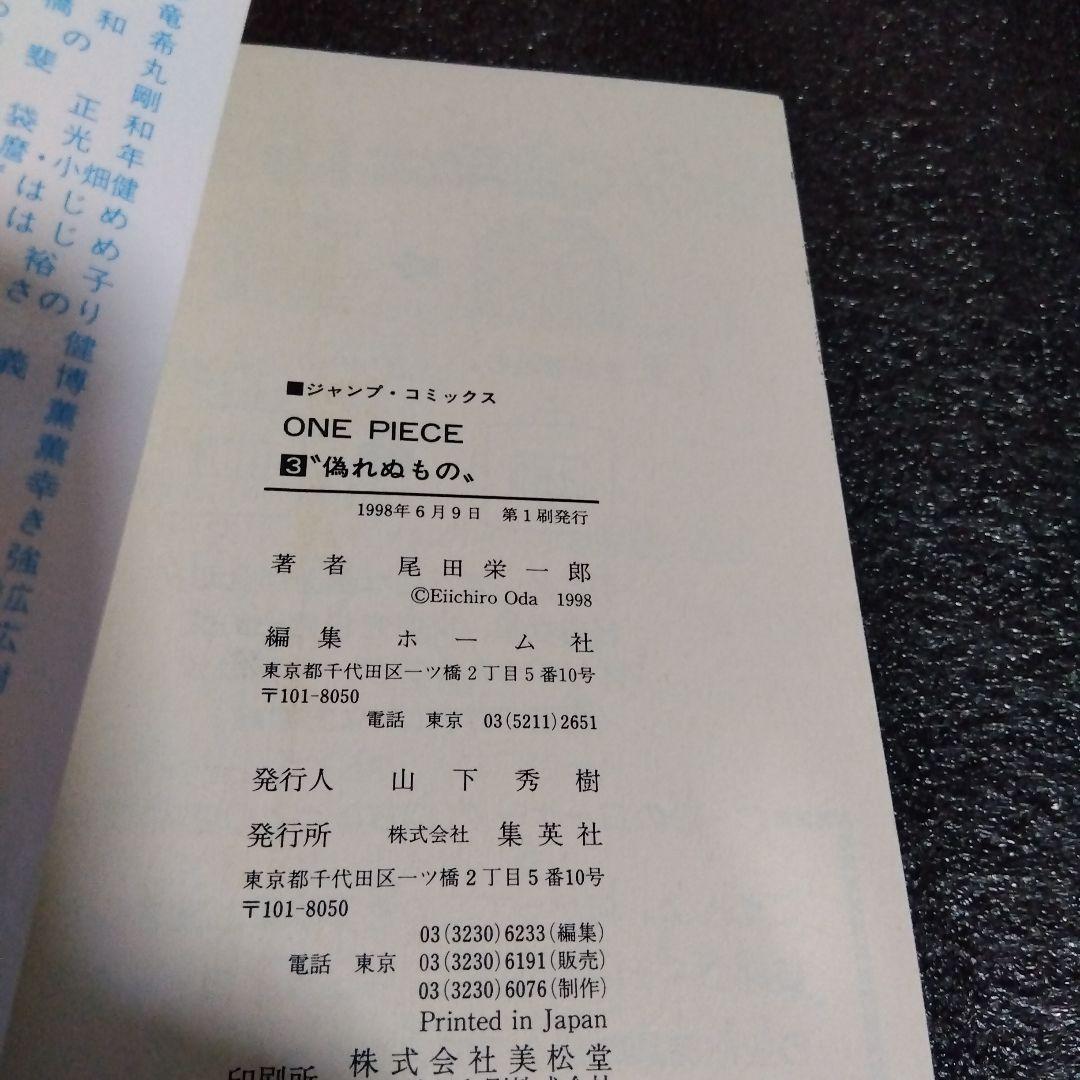 ■ジャンプ・コミックス
ONE PIECE
3〝偽れぬもの〟
1998年6月9日 第1刷発行
著者 尾田栄一郎
©Eiichiro Oda 1998
編集 ホーム社
東京都千代田区一ツ橋2丁目5番10号
〒101-8050
電話 東京 03(5211)2651
発行人 山下秀樹
発行所 株式会社 集英社
東京都千代田区一ツ橋2丁目5番10号
〒101-8050
03(3230)6233(編集)
電話 東京 03(3230)6191(販売)
03(3230)6076(制作)
Printed in Japan
印刷所 株式会社美松堂